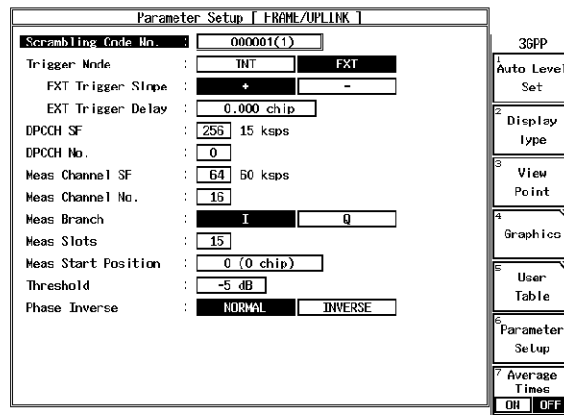 Parameter Setup [ FRAME/UPLINK ]
Scrambling Code No. : 000001(1)
Trigger Mode : INT EXT
EXT Trigger Slope : + -
EXT Trigger Delay : 0.000 chip
DPCCH SF : 256 15 ksps
DPCCH No. : 0
Meas Channel SF : 64 60 ksps
Meas Channel No. : 16
Meas Branch : I Q
Meas Slots : 15
Meas Start Position : 0 (0 chip)
Threshold : -5 dB
Phase Inverse : NORMAL INVERSE
3GPP
1
Auto Level
Set
2
Display
Type
3
View
Point
4
Graphics
5
User
Table
6
Parameter
Setup
7
Average
Times
ON OFF